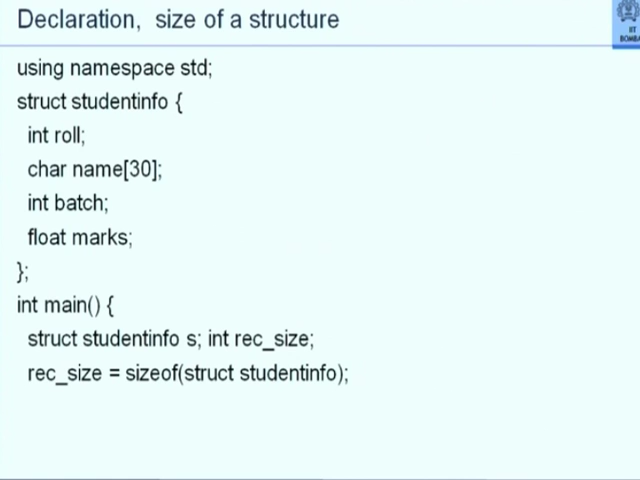 Declaration, size of a structure
IIT
using namespace std;
struct studentinfo {
int roll;
char name[30];
int batch;
float marks;
};
int main() {
struct studentinfo s; int rec_size;
rec_size = sizeof(struct studentinfo);